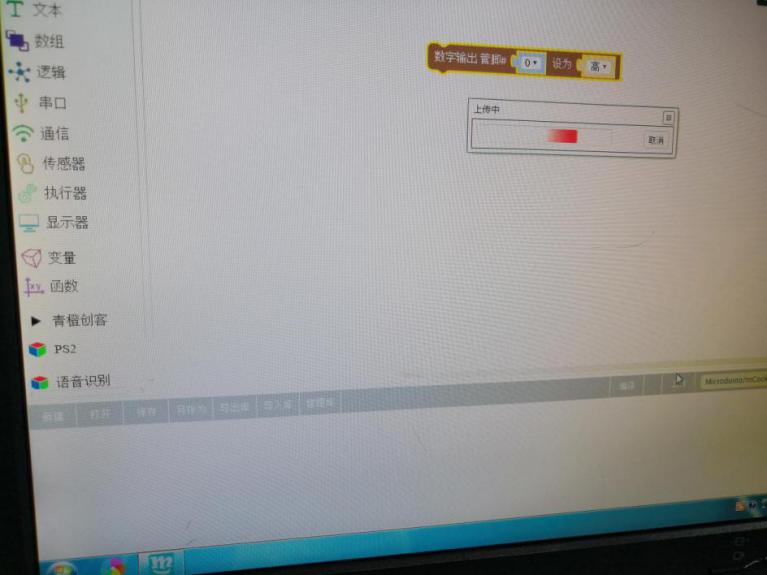 文本
数组
逻辑
串口
通信
传感器
执行器
显示器
变量
函数
青橙创客
PS2
语音识别
数字输出 管脚# 0 设为 高
上传中
取消
新建 打开 保存 另存为 导出库 导入库 管理库
编译
Microduino/mCook